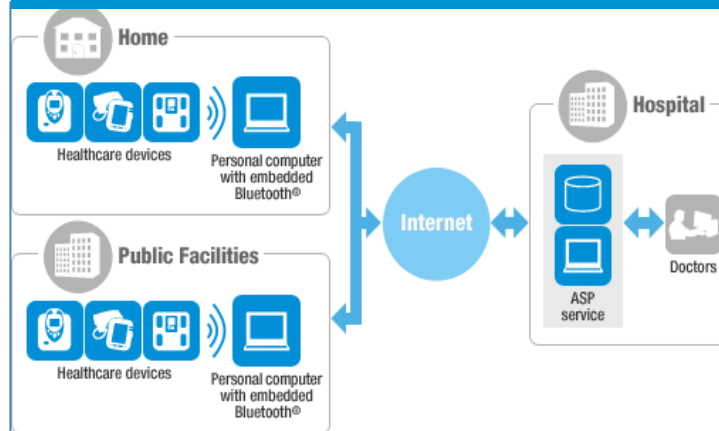 Home
Healthcare devices
Personal computer
with embedded
Bluetooth®
Public Facilities
Healthcare devices
Personal computer
with embedded
Bluetooth®
Internet
Hospital
ASP
service
Doctors